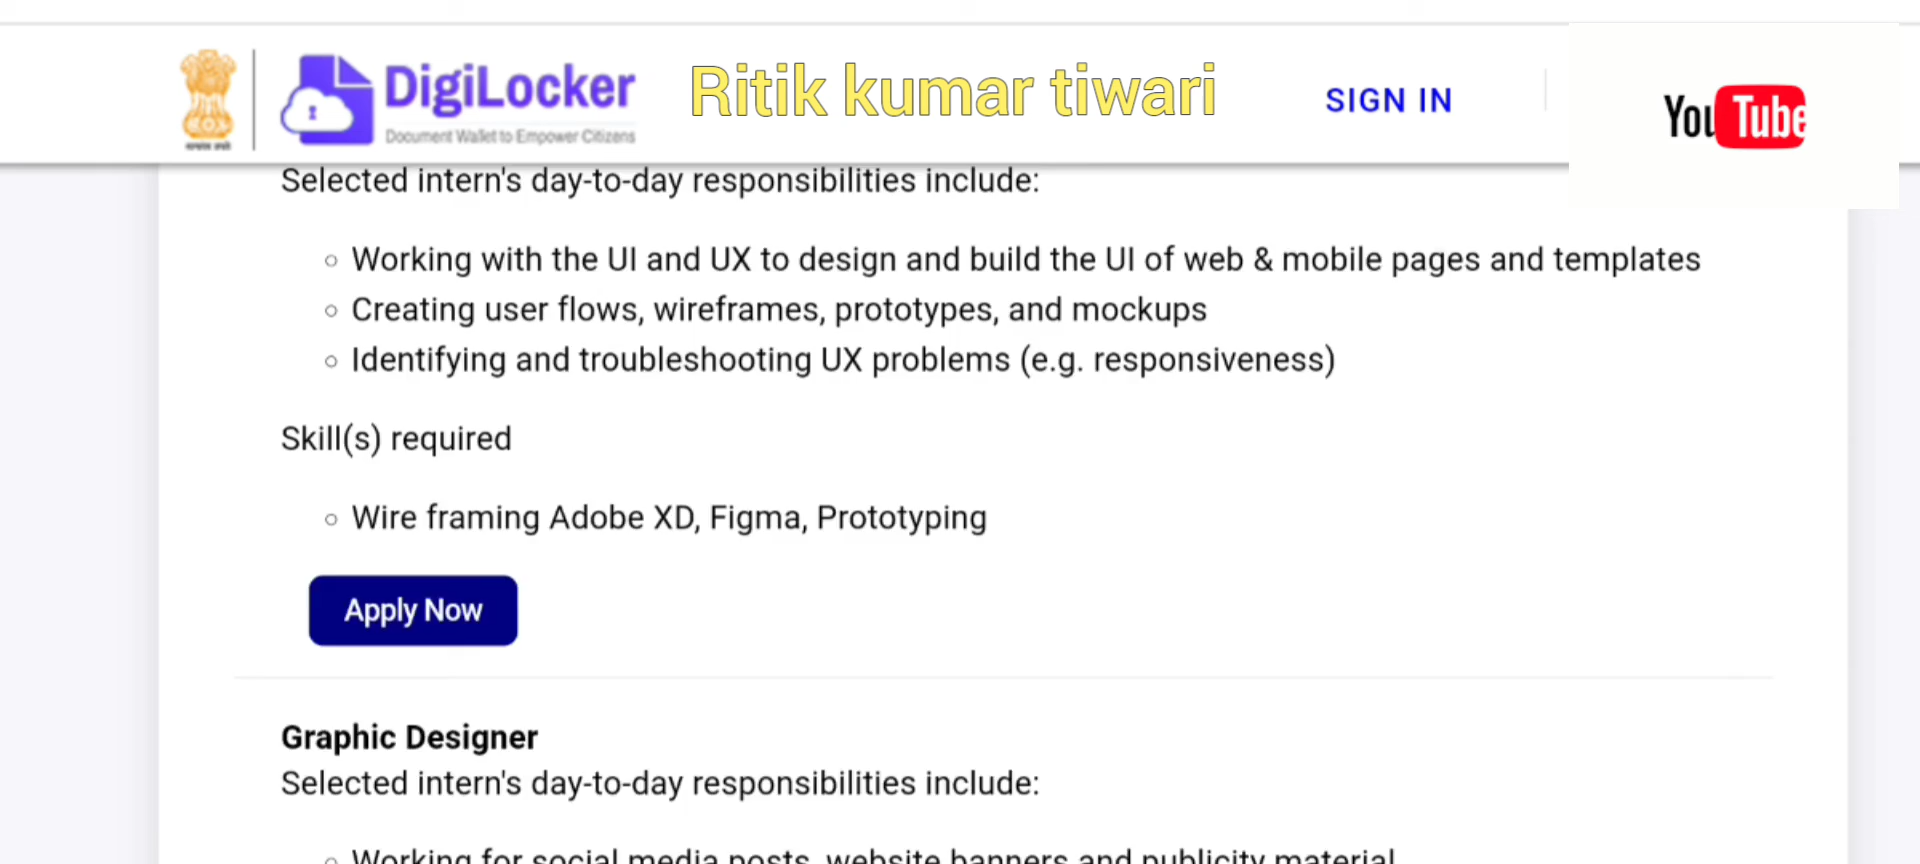 DigiLocker
Document Wallet to Empower Citizens
Ritik kumar tiwari
SIGN IN
YouTube
Selected intern's day-to-day responsibilities include:
Working with the UI and UX to design and build the UI of web & mobile pages and templates
Creating user flows, wireframes, prototypes, and mockups
Identifying and troubleshooting UX problems (e.g. responsiveness)
Skill(s) required
Wire framing Adobe XD, Figma, Prototyping
Apply Now
Graphic Designer
Selected intern's day-to-day responsibilities include:
Working for social media posts, website banners and publicity material